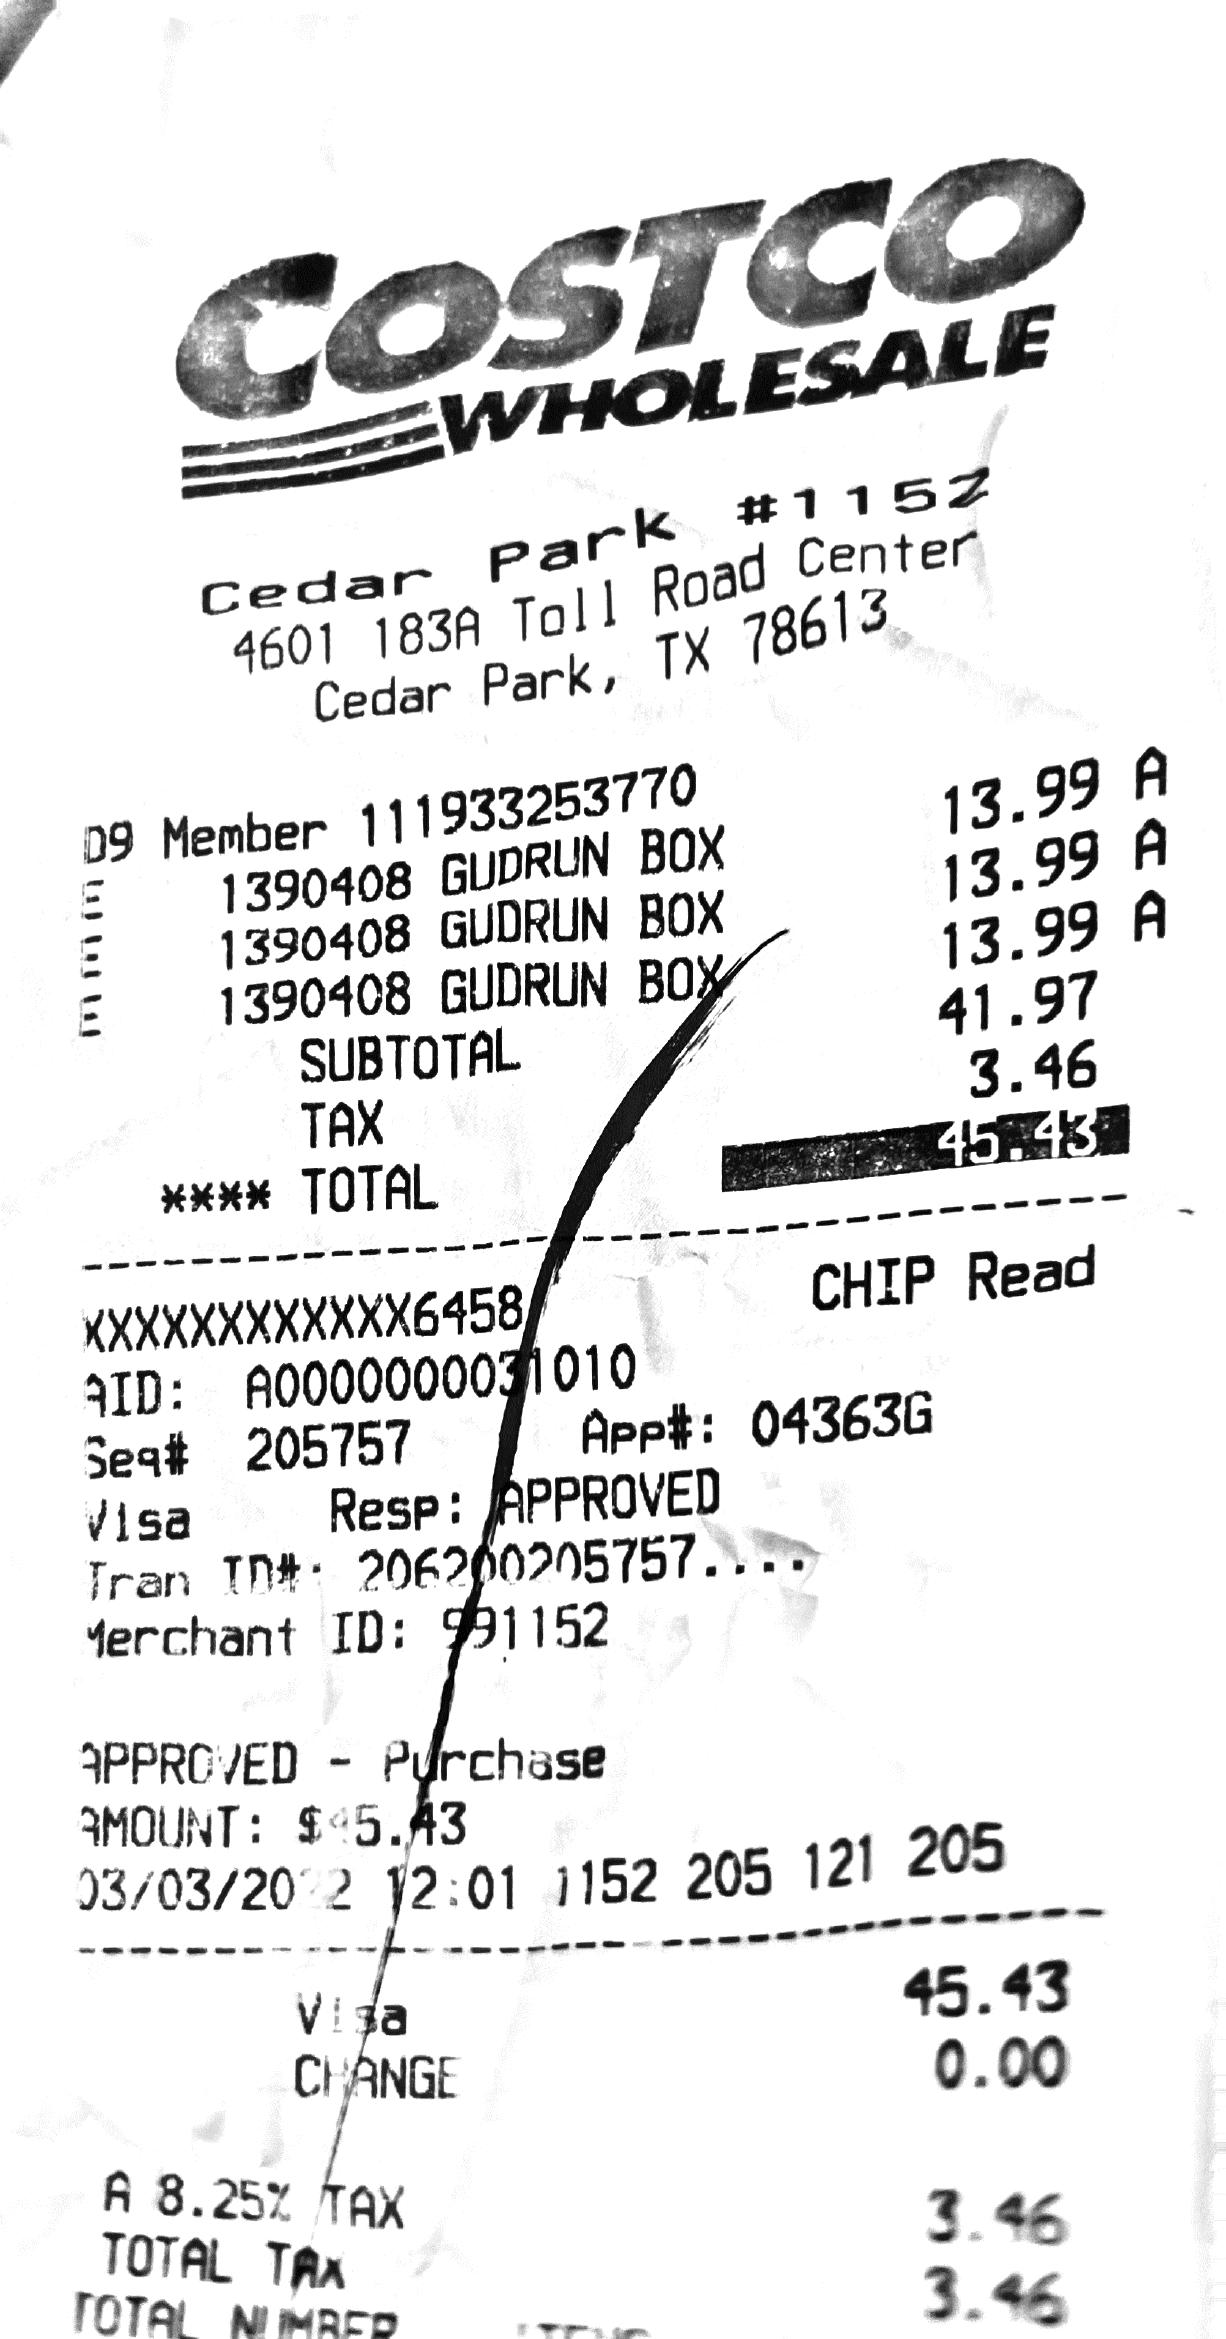 COSTCO
WHOLESALE
Cedar Park #1152
4601 183A Toll Road Center
Cedar Park, TX 78613
D9 Member 111933253770
E 1390408 GUDRUN BOX 13.99 A
E 1390408 GUDRUN BOX 13.99 A
E 1390408 GUDRUN BOX 13.99 A
SUBTOTAL 41.97
TAX 3.46
**** TOTAL 45.43
XXXXXXXXXXXX6458 CHIP Read
AID: A0000000031010
Seq# 205757 App#: 04363G
Visa Resp: APPROVED
Tran ID#: 206200205757....
Merchant ID: 991152
APPROVED - Purchase
AMOUNT: $45.43
03/03/2022 12:01 1152 205 121 205
Visa 45.43
CHANGE 0.00
A 8.25% TAX 3.46
TOTAL TAX 3.46
TOTAL NUMBER